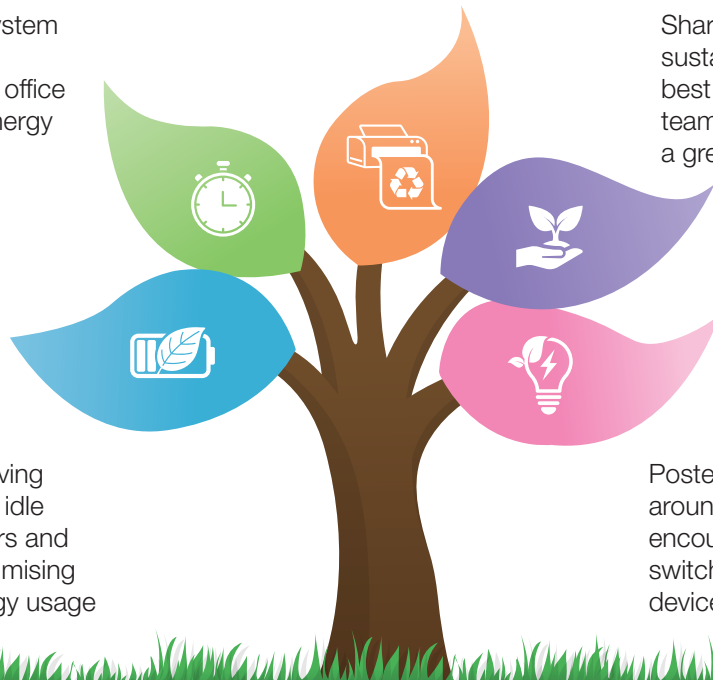 ystem
office
nergy
Shar
susta
best
team
a gre
ving
idle
rs and
mising
gy usage
Poste
aroun
encou
switch
device